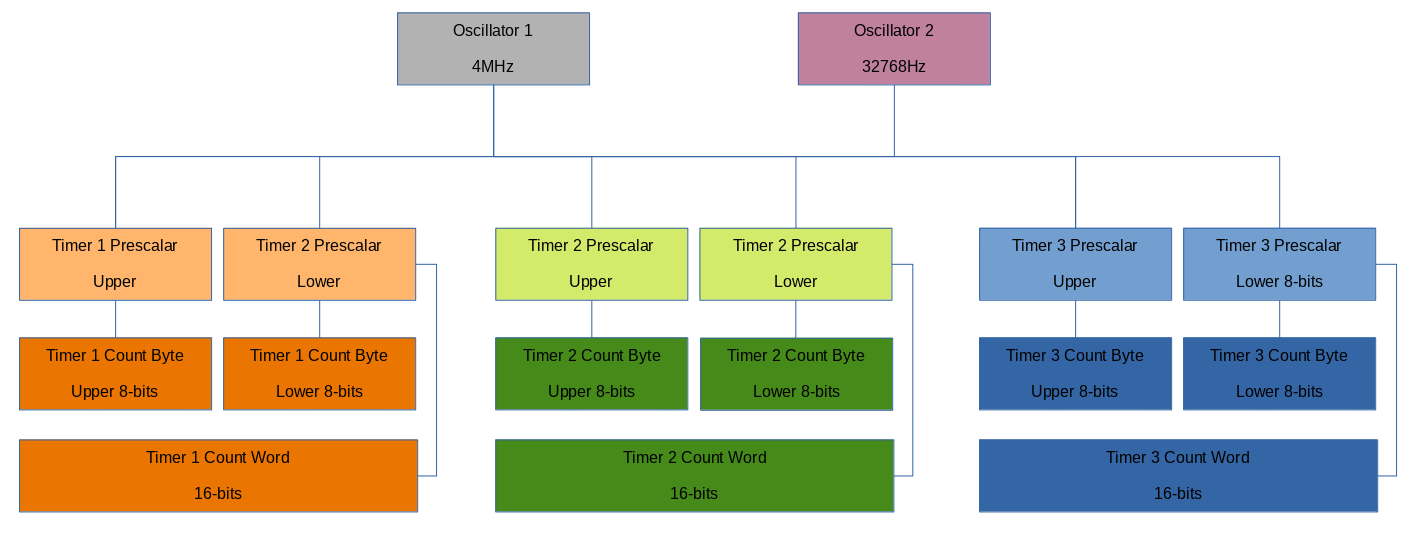 Oscillator 1
4MHz
Oscillator 2
32768Hz
Timer 1 Prescalar
Upper
Timer 2 Prescalar
Lower
Timer 2 Prescalar
Upper
Timer 2 Prescalar
Lower
Timer 3 Prescalar
Upper
Timer 3 Prescalar
Lower 8-bits
Timer 1 Count Byte
Upper 8-bits
Timer 1 Count Byte
Lower 8-bits
Timer 2 Count Byte
Upper 8-bits
Timer 2 Count Byte
Lower 8-bits
Timer 3 Count Byte
Upper 8-bits
Timer 3 Count Byte
Lower 8-bits
Timer 1 Count Word
16-bits
Timer 2 Count Word
16-bits
Timer 3 Count Word
16-bits